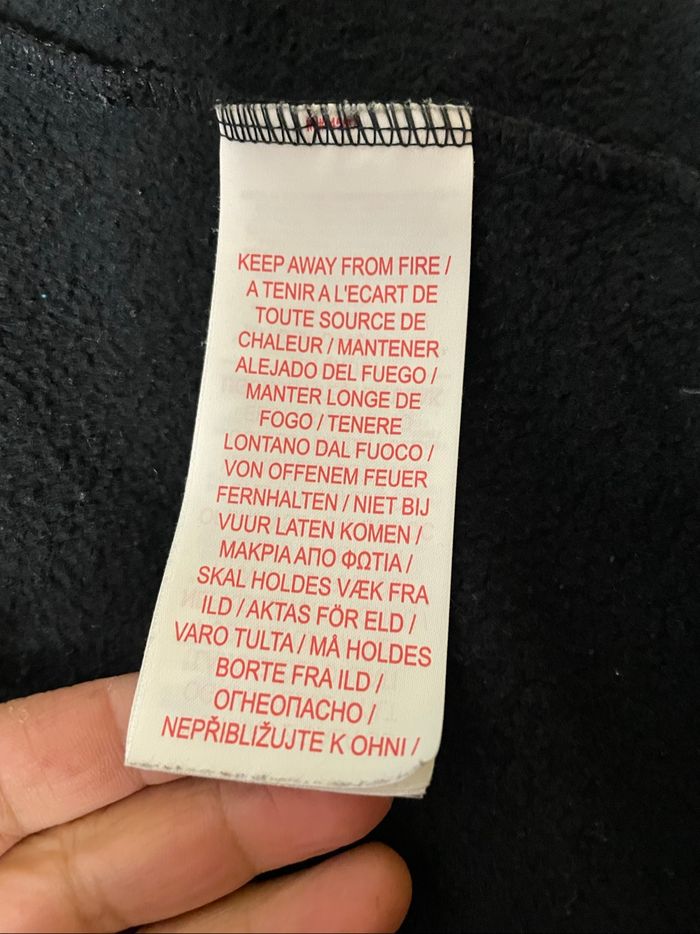 KEEP AWAY FROM FIRE /
A TENIR A L'ECART DE
TOUTE SOURCE DE
CHALEUR / MANTENER
ALEJADO DEL FUEGO /
MANTER LONGE DE
FOGO / TENERE
LONTANO DAL FUOCO /
VON OFFENEM FEUER
FERNHALTEN / NIET BIJ
VUUR LATEN KOMEN /
ΜΑΚΡΙΑ ΑΠΟ ΦΩΤΙΑ /
SKAL HOLDES VÆK FRA
ILD / AKTAS FÖR ELD /
VARO TULTA / MÅ HOLDES
BORTE FRA ILD /
ОГНЕОПАСНО /
NEPŘIBLIŽUJTE K OHNI /